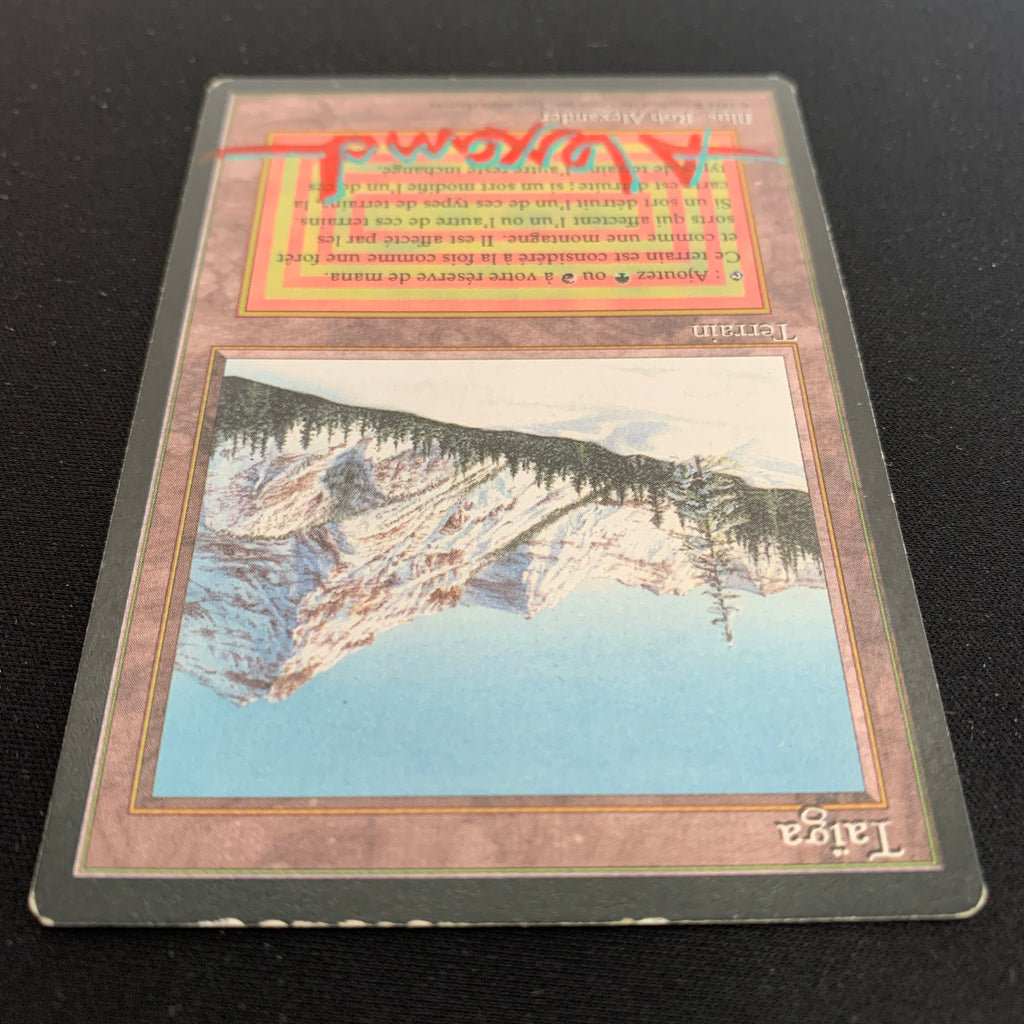 Taïga
Terrain
: Ajoutez ou à votre réserve de mana.
Ce terrain est considéré à la fois comme une forêt
et comme une montagne. Il est affecté par les
sorts qui affectent l'un ou l'autre de ces terrains.
Si un sort détruit l'un de ces types de terrains, la
carte est détruite ; si un sort modifie l'un de ces
types de terrain, l'autre reste inchangé.
Illus. Rob Alexander